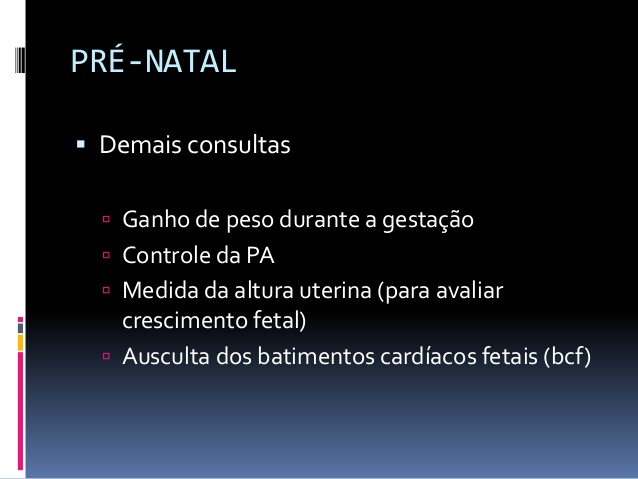 PRÉ-NATAL
Demais consultas
Ganho de peso durante a gestação
Controle da PA
Medida da altura uterina (para avaliar
crescimento fetal)
Ausculta dos batimentos cardíacos fetais (bcf)